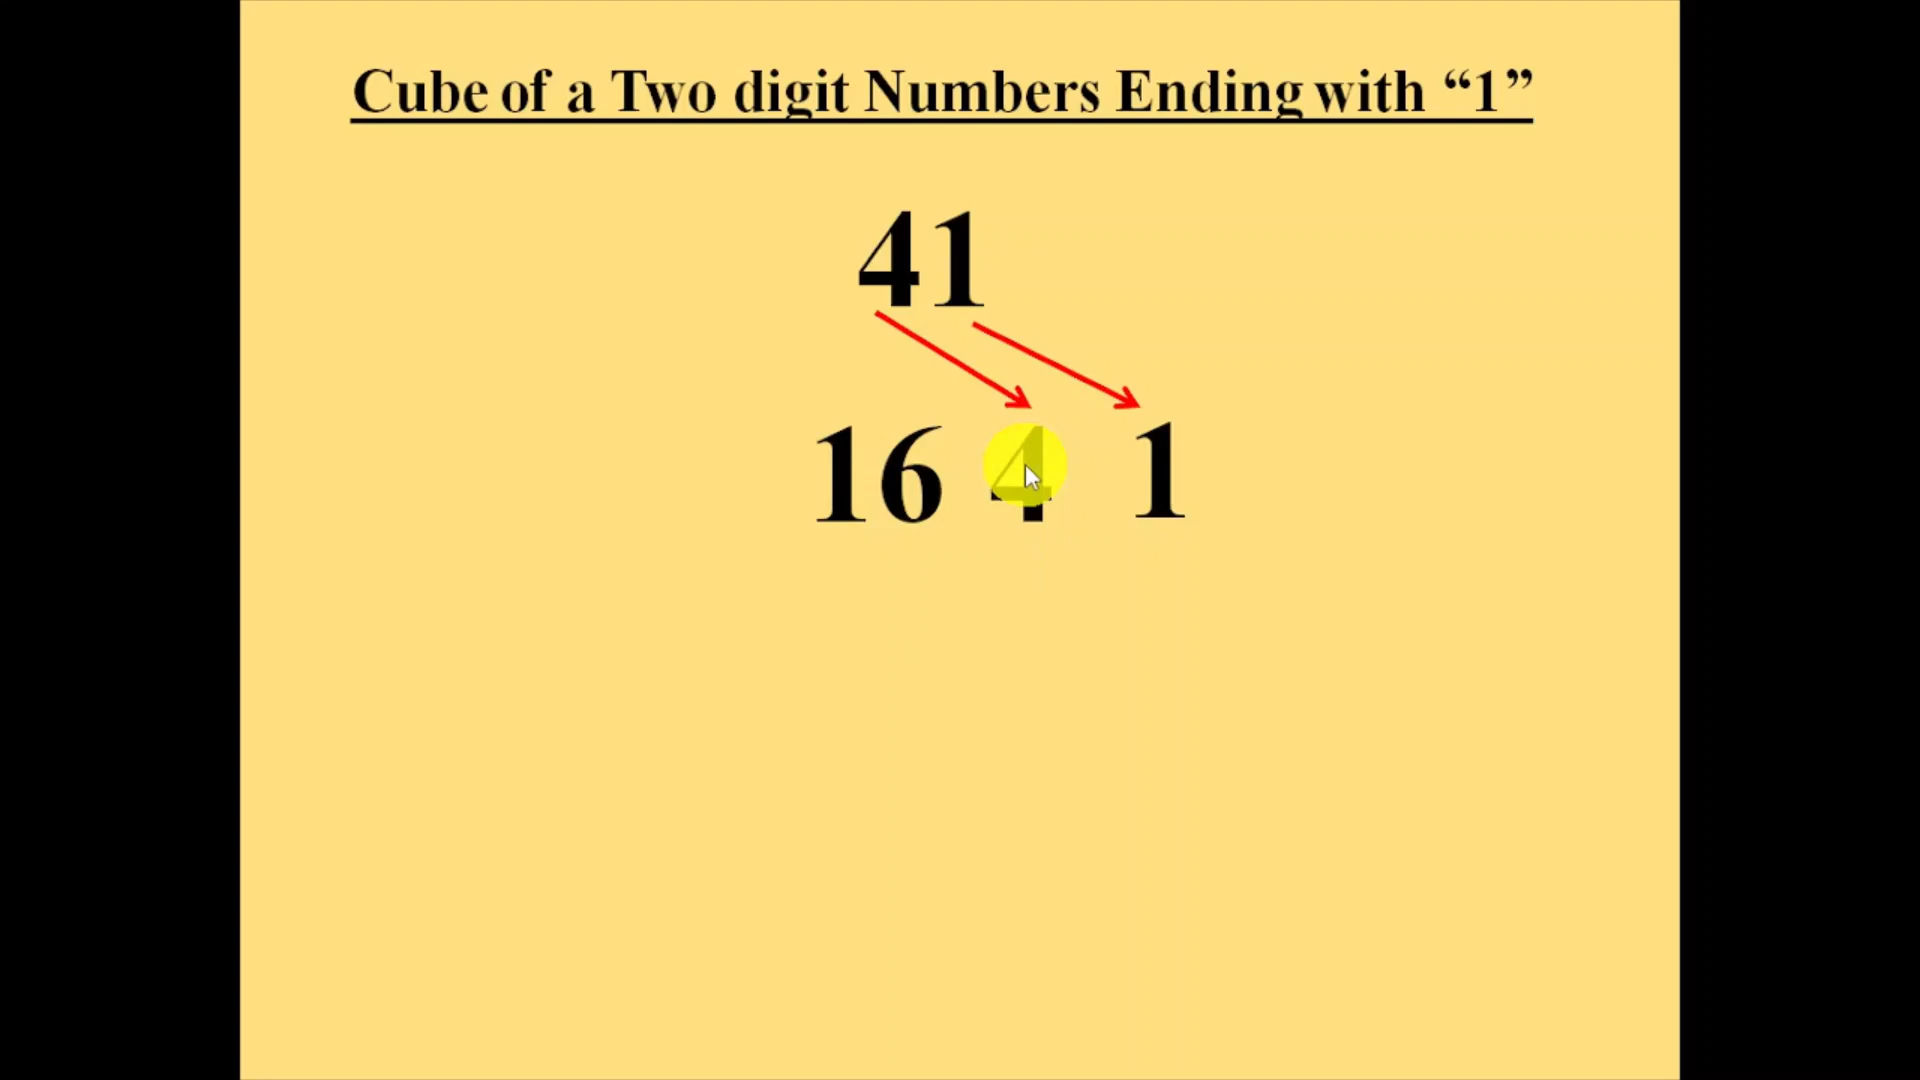 Cube of a Two digit Numbers Ending with “1”
41
16 4 1